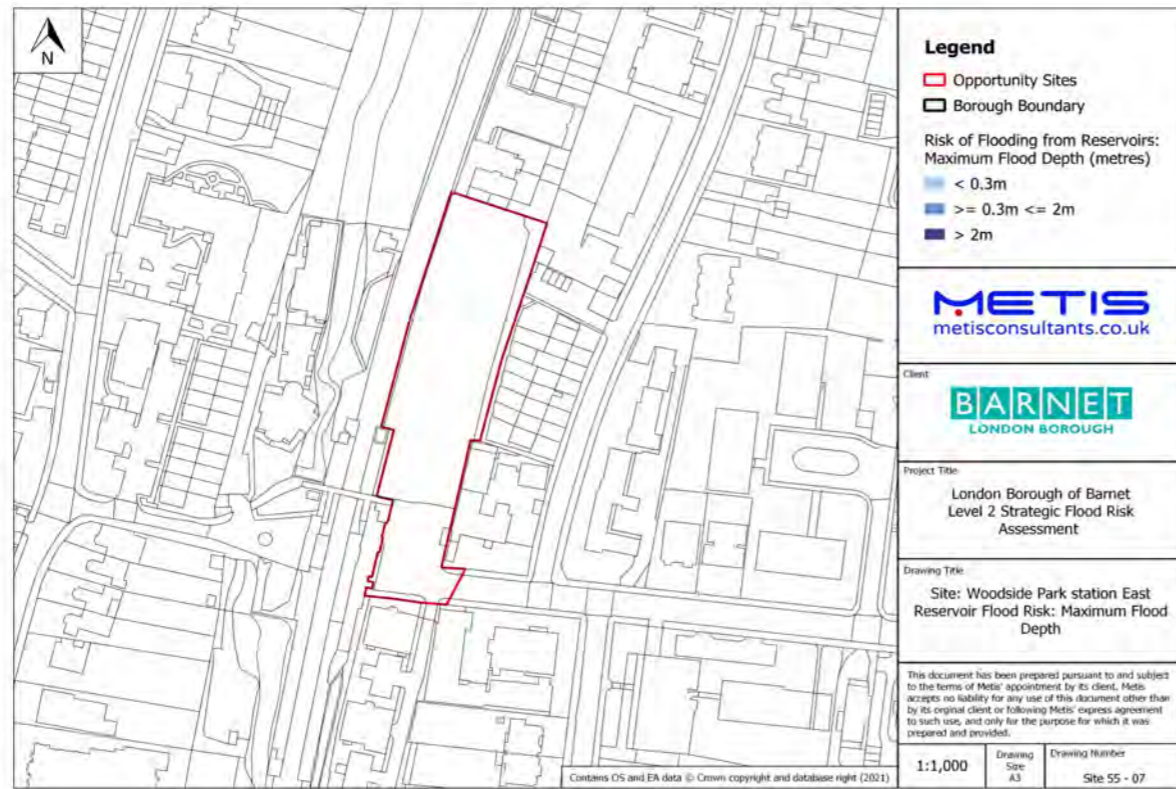 N
Contains OS and EA data © Crown copyright and database right (2021)
Legend
Opportunity Sites
Borough Boundary
Risk of Flooding from Reservoirs:
Maximum Flood Depth (metres)
< 0.3m
>= 0.3m <= 2m
> 2m
METIS
metisconsultants.co.uk
Client
BARNET
LONDON BOROUGH
Project Title
London Borough of Barnet
Level 2 Strategic Flood Risk
Assessment
Drawing Title
Site: Woodside Park station East
Reservoir Flood Risk: Maximum Flood
Depth
This document has been prepared pursuant to and subject
to the terms of Metis' appointment by its client. Metis
accepts no liability for any use of this document other than
by its orginal client or following Metis' express agreement
to such use, and only for the purpose for which it was
prepared and provided.
1:1,000
Drawing
Size
A3
Drawing Number
Site 55 - 07